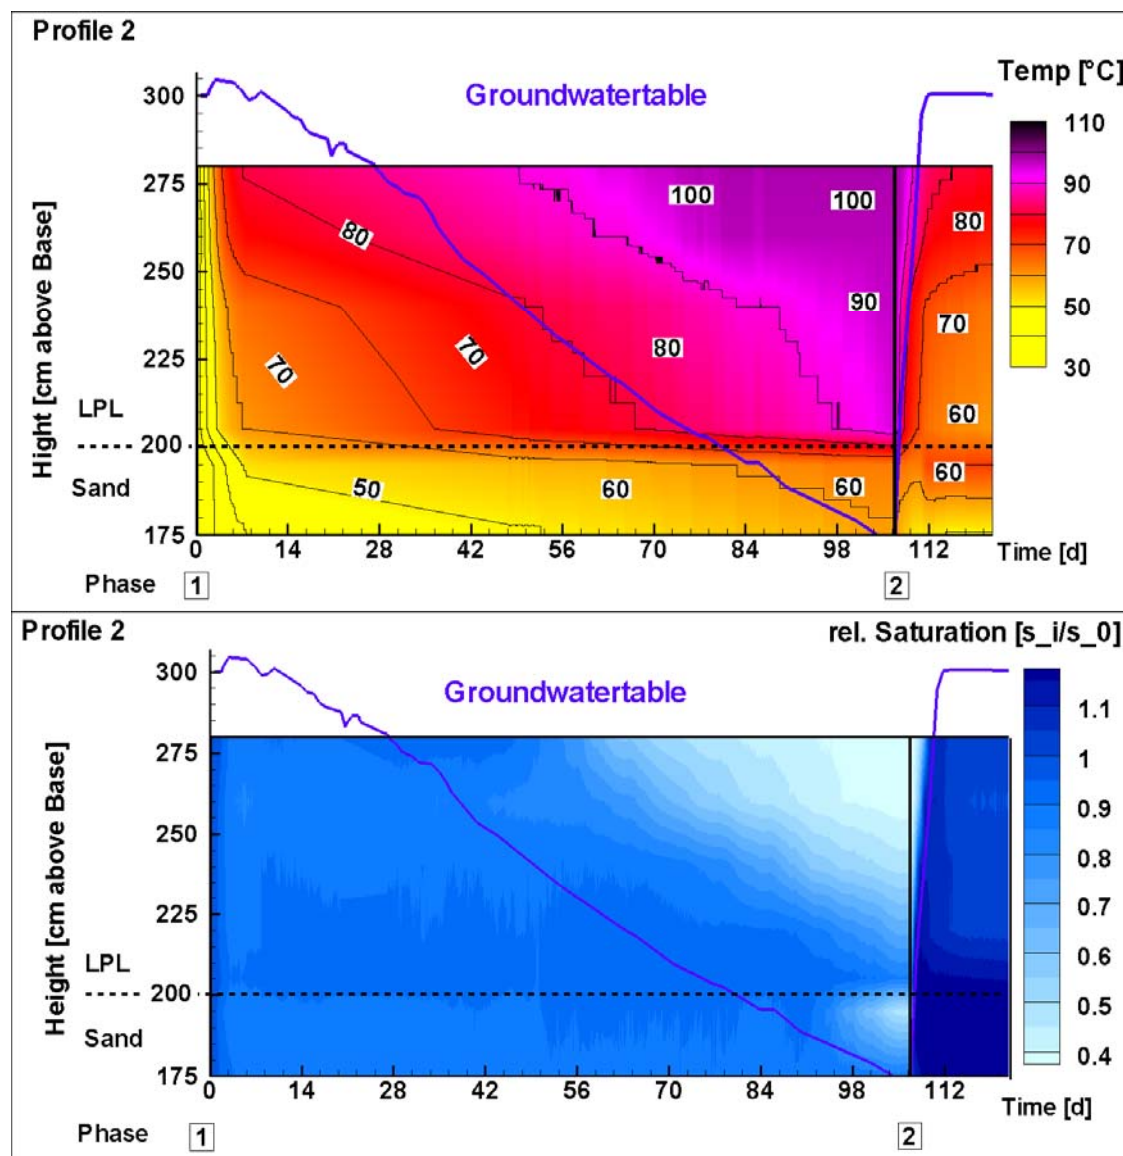 Profile 2
Temp [°C]
Groundwatertable
300
275
250
225
200
175
Hight [cm above Base]
LPL
Sand
100
100
80
80
90
80
70
70
70
60
60
50
60
60
110
90
70
50
30
0 14 28 42 56 70 84 98 112 Time [d]
Phase 1 2
Profile 2
rel. Saturation [s_i/s_0]
Groundwatertable
300
275
250
225
200
175
Height [cm above Base]
LPL
Sand
1.1
1
0.9
0.8
0.7
0.6
0.5
0.4
0 14 28 42 56 70 84 98 112 Time [d]
Phase 1 2